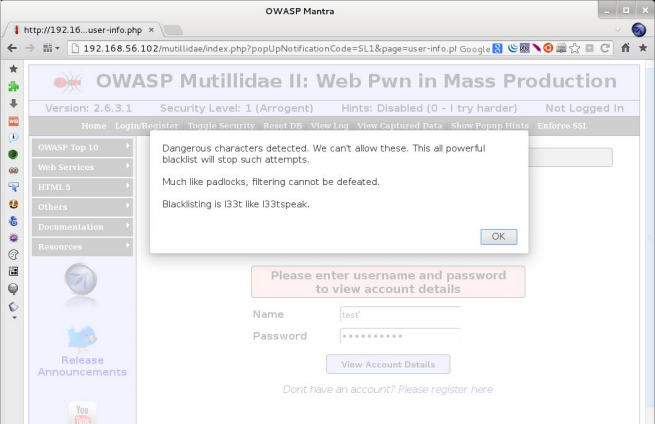 OWASP Mantra
http://192.16...user-info.php
192.168.56.102/mutillidae/index.php?popUpNotificationCode=SL1&page=user-info.pl
Google
OWASP Mutillidae II: Web Pwn in Mass Production
Version: 2.6.3.1 Security Level: 1 (Arrogent) Hints: Disabled (0 - I try harder) Not Logged In
Home Login/Register Toggle Security Reset DB View Log View Captured Data Show Popup Hints Enforce SSL
OWASP Top 10
Web Services
HTML 5
Others
Documentation
Resources
Dangerous characters detected. We can't allow these. This all powerful
blacklist will stop such attempts.
Much like padlocks, filtering cannot be defeated.
Blacklisting is l33t like l33tspeak.
OK
Please enter username and password
to view account details
Name test'
Password
View Account Details
Dont have an account? Please register here
Release
Announcements
You
Tube